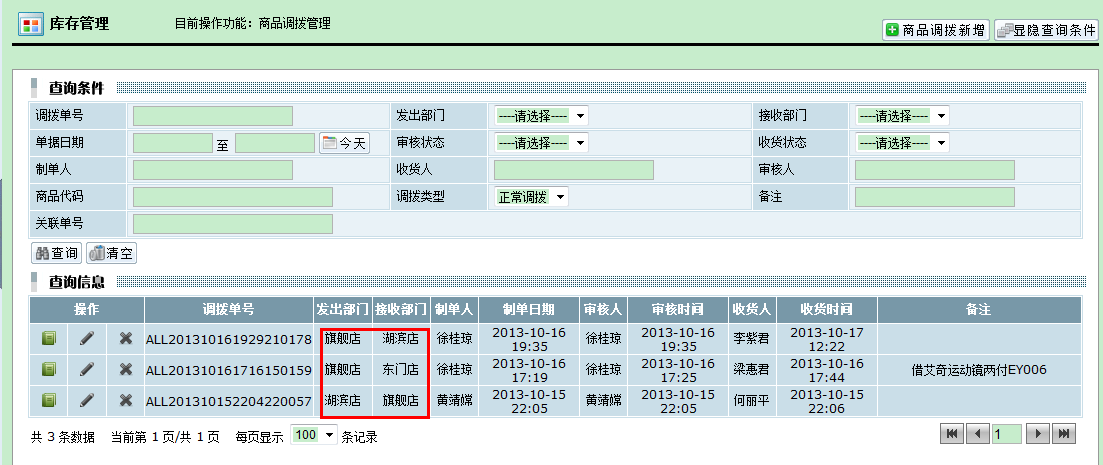 库存管理 目前操作功能：商品调拨管理
商品调拨新增 显隐查询条件
查询条件
调拨单号 发出部门 ----请选择---- 接收部门 ----请选择----
单据日期 至 今天 审核状态 ----请选择---- 收货状态 ----请选择----
制单人 收货人 审核人
商品代码 调拨类型 正常调拨 备注
关联单号
查询 清空
查询信息
操作 调拨单号 发出部门 接收部门 制单人 制单日期 审核人 审核时间 收货人 收货时间 备注
ALL201310161929210178 旗舰店 湖滨店 徐桂琼 2013-10-16 19:35 徐桂琼 2013-10-16 19:35 李紫君 2013-10-17 12:22
ALL201310161716150159 旗舰店 东门店 徐桂琼 2013-10-16 17:19 徐桂琼 2013-10-16 17:25 梁惠君 2013-10-16 17:44 借艾奇运动镜两付EY006
ALL201310152204220057 湖滨店 旗舰店 黄靖嫦 2013-10-15 22:05 黄靖嫦 2013-10-15 22:05 何丽平 2013-10-15 22:06
共 3 条数据 当前第 1 页/共 1 页 每页显示 100 条记录 1